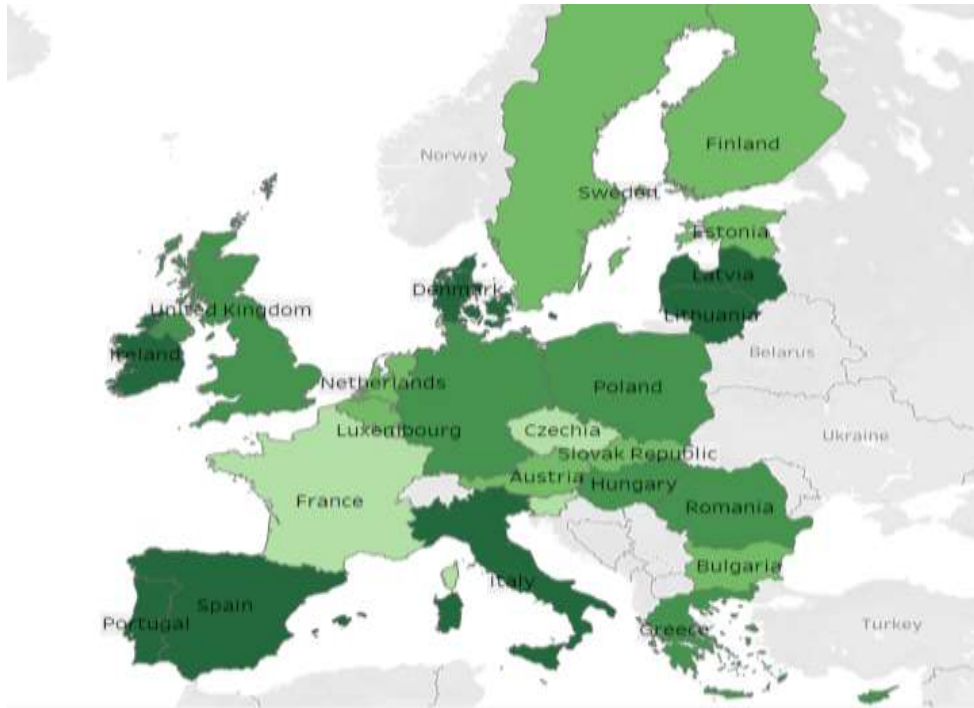 Finland
Norway
Sweden
Estonia
Latvia
Denmark
United Kingdom
Lithuania
Ireland
Belarus
Netherlands
Poland
Luxembourg
Czechia
Ukraine
Slovak Republic
Austria
Hungary
France
Romania
Bulgaria
Italy
Spain
Portugal
Greece
Turkey